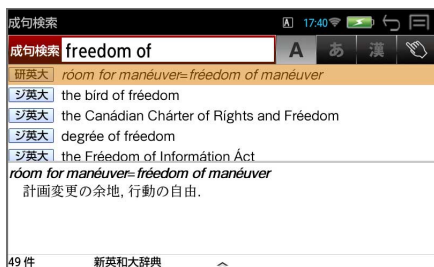 成句検索 A 17:40
成句検索 freedom of A あ 漢
研英大 róom for manéuver=fréedom of manéuver
ジ英大 the bírd of fréedom
ジ英大 the Canádian Chárter of Ríghts and Fréedom
ジ英大 degrée of fréedom
ジ英大 the Fréedom of Informátion Áct
róom for manéuver=fréedom of manéuver
計画変更の余地, 行動の自由.
49 件 新英和大辞典